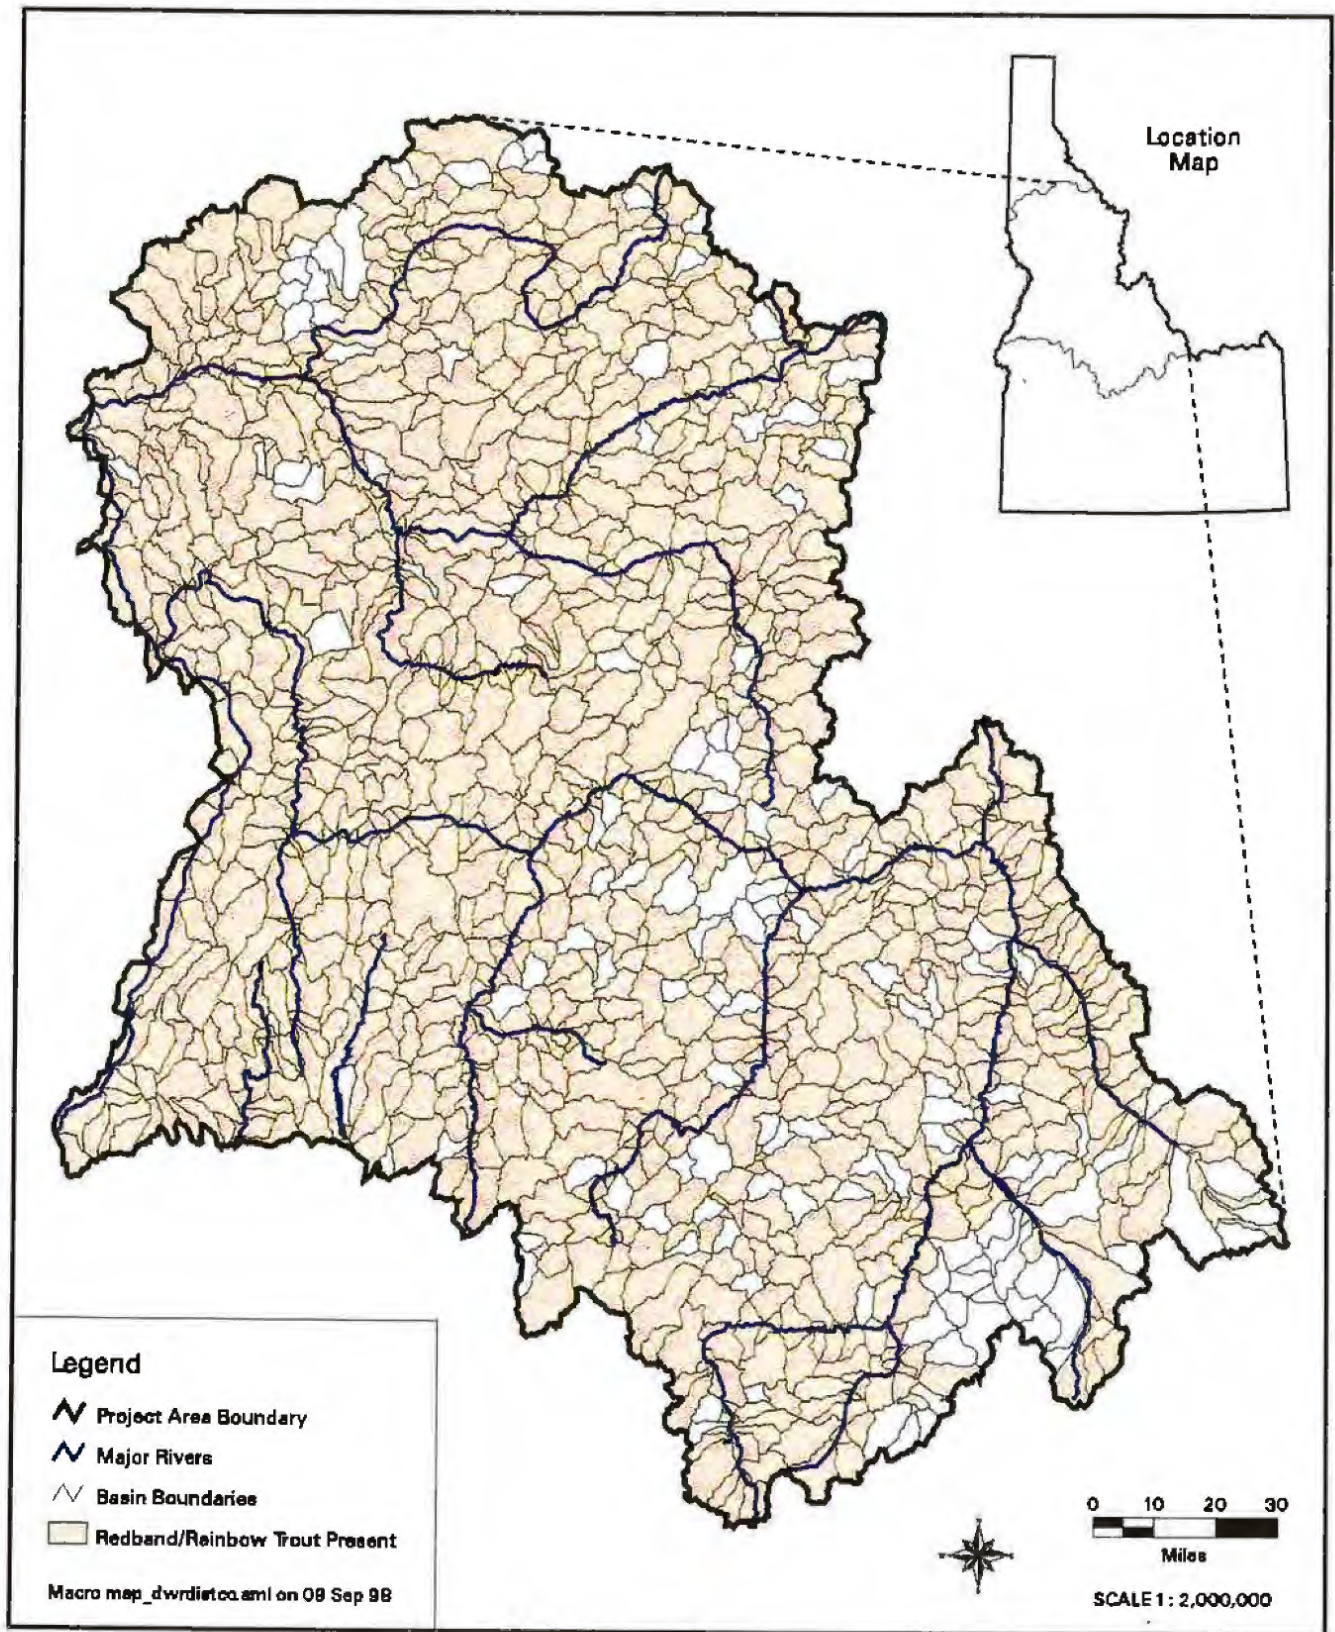 Location
Map
Legend
Project Area Boundary
Major Rivers
Basin Boundaries
Redband/Rainbow Trout Present
Macro map_dwrdistco.aml on 09 Sep 98
0 10 20 30
Miles
SCALE 1 : 2,000,000